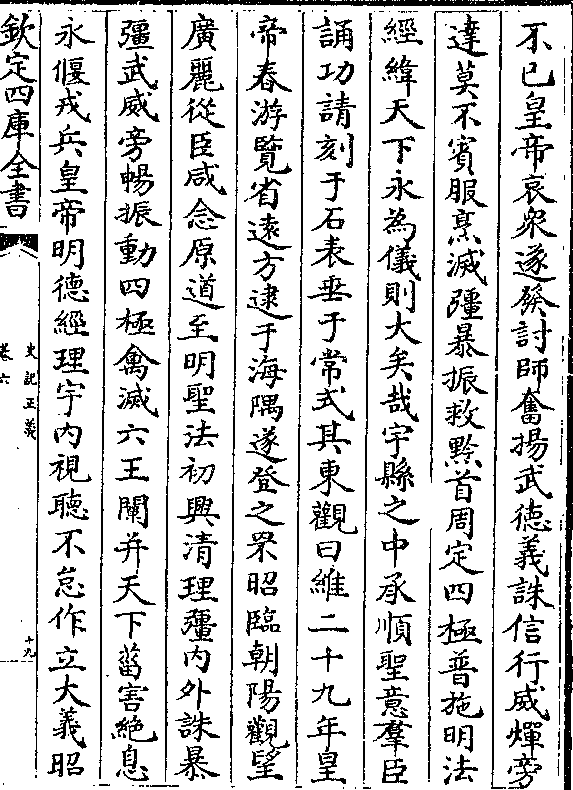 不已皇帝哀衆遂發討師奮揚武德義誅信行威燀旁
達莫不賓服烹滅彊暴振救黔首周定四極普施明法
經緯天下永為儀則大矣哉宇縣之中承順聖意羣臣
誦功請刻于石表垂于常式其東觀曰維二十九年皇
帝春游覽省遠方逮于海隅遂登之罘昭臨朝陽觀望
廣麗從臣咸念原道至明聖法初興清理疆内外誅暴
彊武威旁暢振動四極禽滅六王闡并天下菑害絶息
永偃戎兵皇帝明德經理宇内視聽不怠作立大義昭
欽定四庫全書
史記正義
卷六
十九